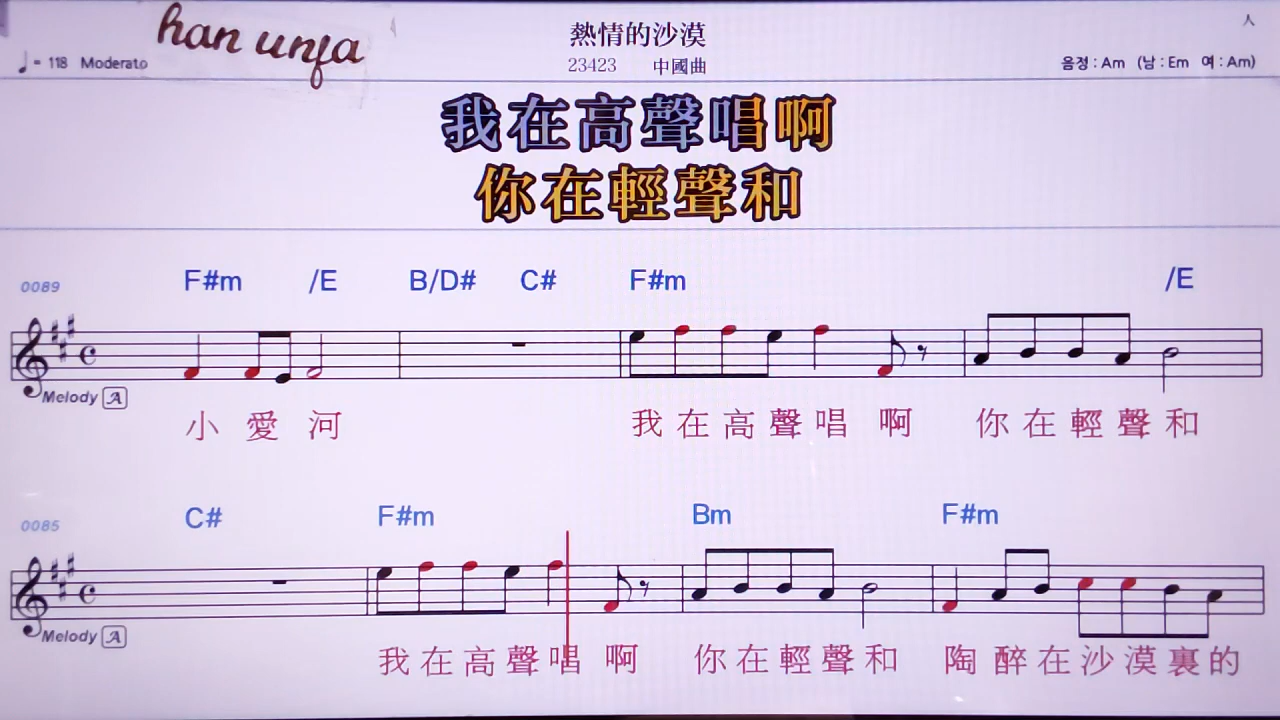 han unfa
熱情的沙漠
人
♩= 118 Moderato
23423 中國曲
음정 : Am (남 : Em 여 : Am)
我在高聲唱啊
你在輕聲和
0089 F#m /E B/D# C# F#m /E
Melody A
小愛河 我在高聲唱啊 你在輕聲和
0085 C# F#m Bm F#m
Melody A
我在高聲唱啊 你在輕聲和 陶醉在沙漠裏的